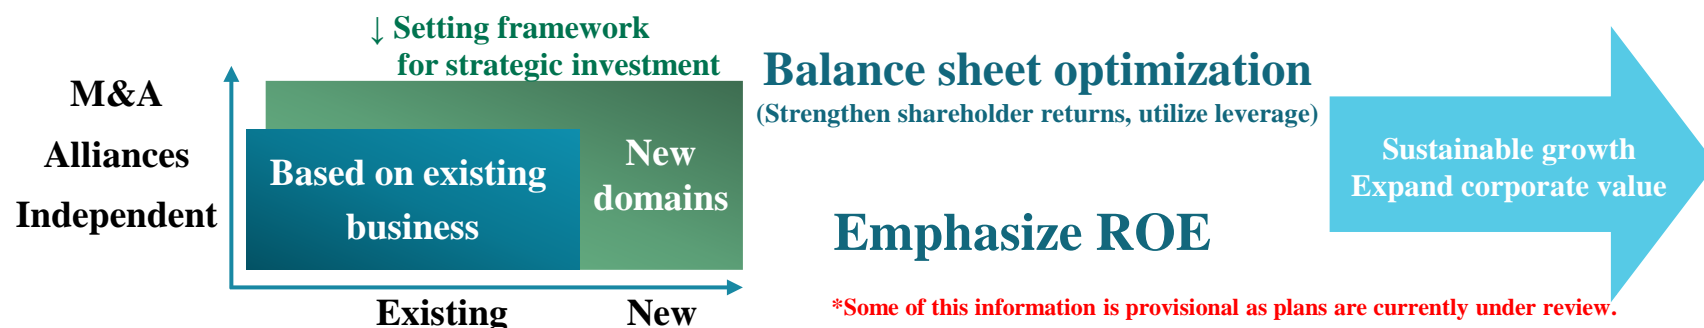 ↓ Setting framework
for strategic investment
M&A
Alliances
Independent
Based on existing
business
New
domains
Existing
New
Balance sheet optimization
(Strengthen shareholder returns, utilize leverage)
Emphasize ROE
*Some of this information is provisional as plans are currently under review.
Sustainable growth
Expand corporate value